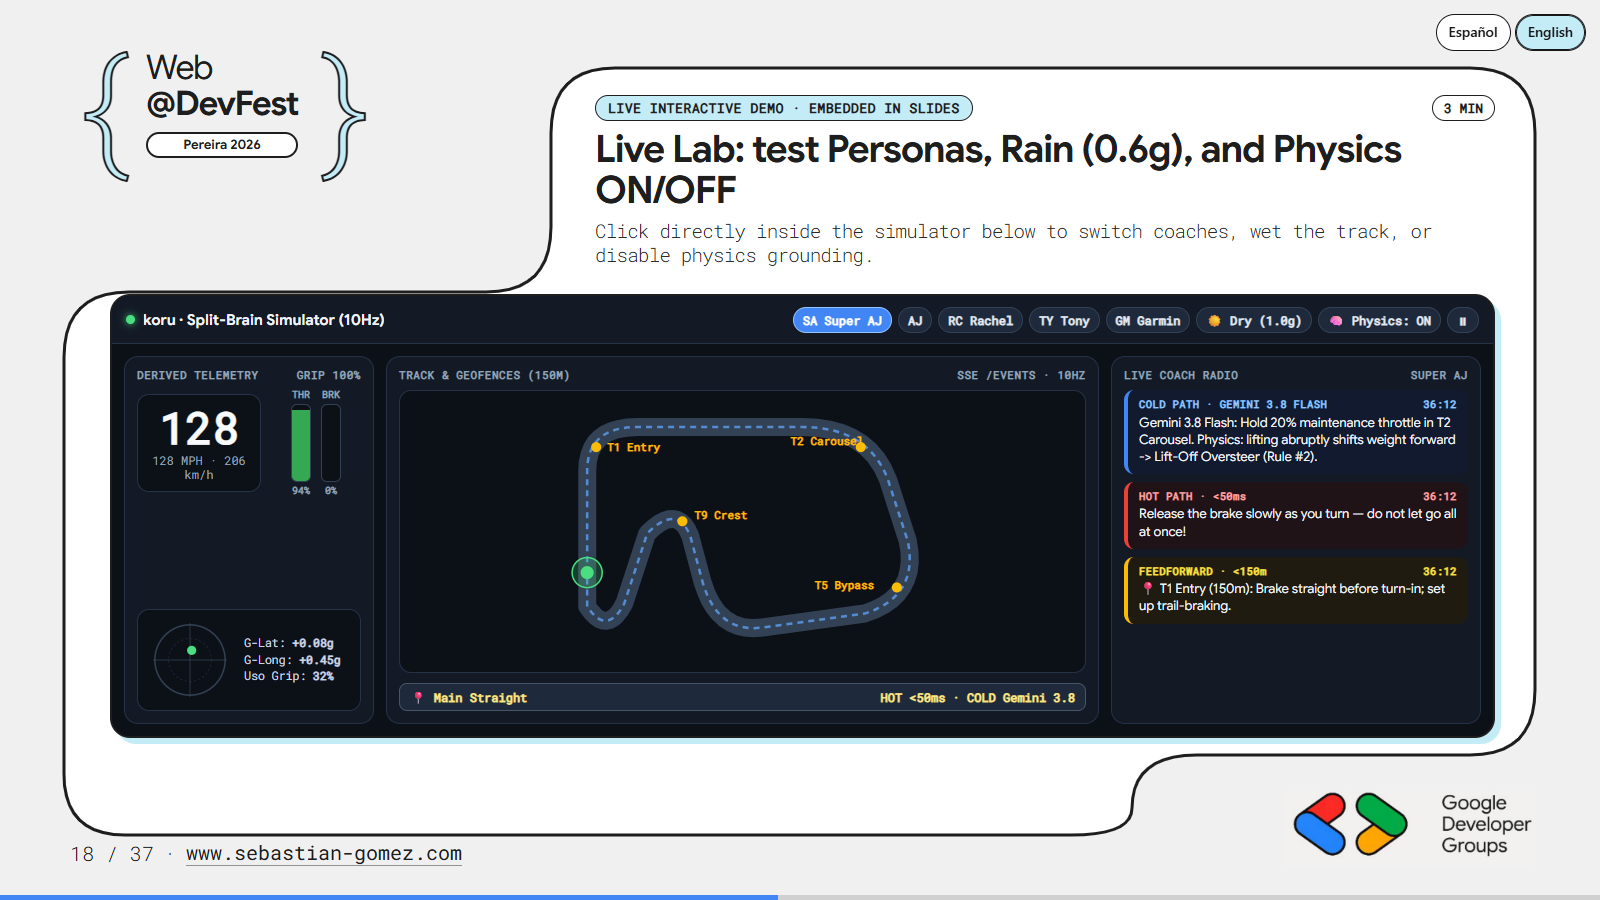 Español
English
Web
@DevFest
Pereira 2026
LIVE INTERACTIVE DEMO · EMBEDDED IN SLIDES
3 MIN
Live Lab: test Personas, Rain (0.6g), and Physics
ON/OFF
Click directly inside the simulator below to switch coaches, wet the track, or
disable physics grounding.
koru · Split-Brain Simulator (10Hz)
SA Super AJ
AJ
RC Rachel
TY Tony
GM Garmin
Dry (1.0g)
Physics: ON
DERIVED TELEMETRY
GRIP 100%
THR
BRK
128
128 MPH · 206
km/h
94%
0%
G-Lat: +0.08g
G-Long: +0.45g
Uso Grip: 32%
TRACK & GEOFENCES (150M)
SSE /EVENTS · 10HZ
T1 Entry
T2 Carousel
T9 Crest
T5 Bypass
📍 Main Straight
HOT <50ms · COLD Gemini 3.8
LIVE COACH RADIO
SUPER AJ
COLD PATH · GEMINI 3.8 FLASH
36:12
Gemini 3.8 Flash: Hold 20% maintenance throttle in T2
Carousel. Physics: lifting abruptly shifts weight forward
-> Lift-Off Oversteer (Rule #2).
HOT PATH · <50ms
36:12
Release the brake slowly as you turn — do not let go all
at once!
FEEDFORWARD · <150m
36:12
📍 T1 Entry (150m): Brake straight before turn-in; set
up trail-braking.
18 / 37 · www.sebastian-gomez.com
Google
Developer
Groups